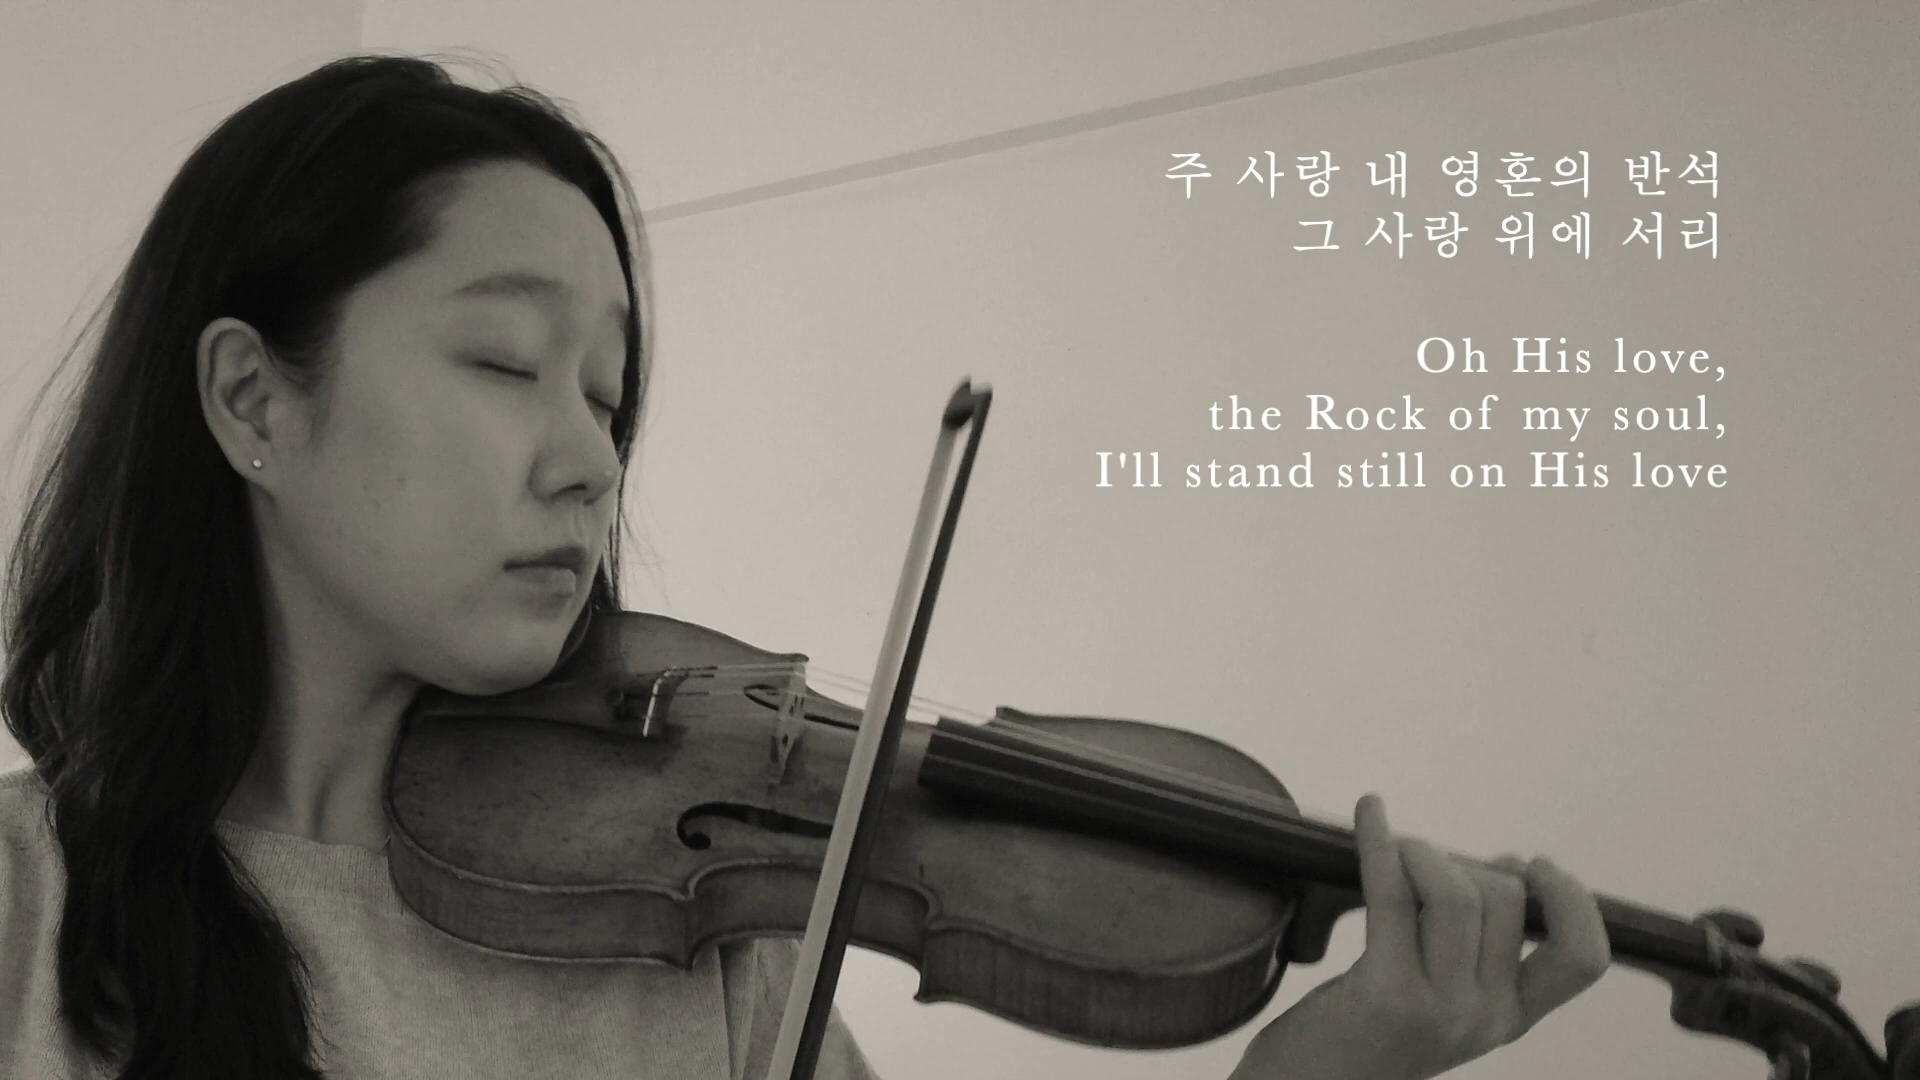 주 사랑 내 영혼의 반석
그 사랑 위에 서리
Oh His love,
the Rock of my soul,
I'll stand still on His love